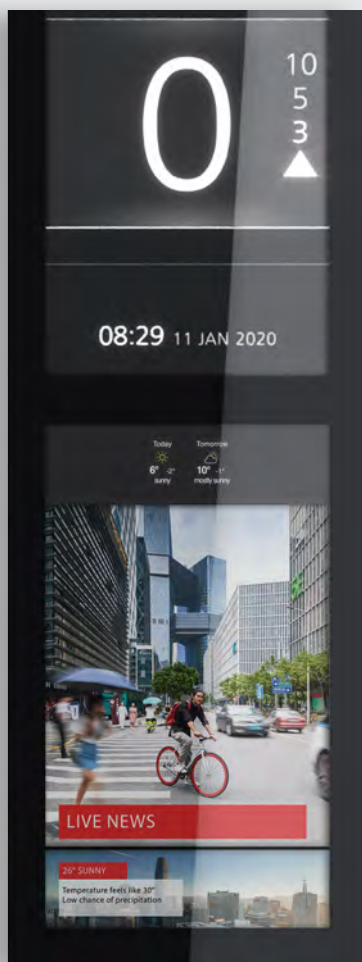 0
10
5
3
08:29 11 JAN 2020
Today Tomorrow
6° -2° 10° -1°
sunny mostly sunny
LIVE NEWS
26° SUNNY
Temperature feels like 30°
Low chance of precipitation